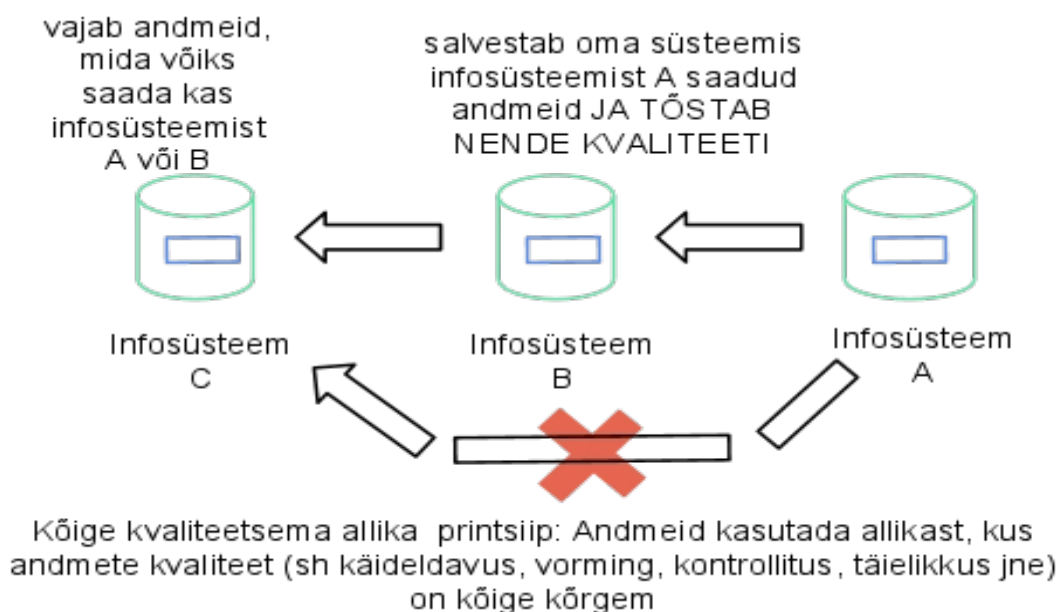 vajab andmeid,
mida võiks
saada kas
infosüsteemist
A või B
salvestab oma süsteemis
infosüsteemist A saadud
andmeid JA TÕSTAB
NENDE KVALITEETI
Infosüsteem
C
Infosüsteem
B
Infosüsteem
A
Kõige kvaliteetsema allika printsiip: Andmeid kasutada allikast, kus
andmete kvaliteet (sh käideldavus, vorming, kontrollitus, täielikkus jne)
on kõige kõrgem